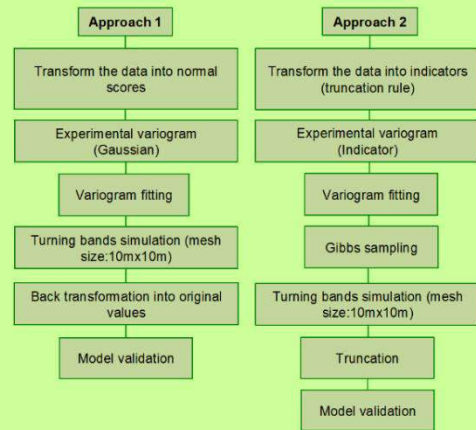 Approach 1
Transform the data into normal
scores
Experimental variogram
(Gaussian)
Variogram fitting
Turning bands simulation (mesh
size:10mx10m)
Back transformation into original
values
Model validation
Approach 2
Transform the data into indicators
(truncation rule)
Experimental variogram
(Indicator)
Variogram fitting
Gibbs sampling
Turning bands simulation (mesh
size:10mx10m)
Truncation
Model validation